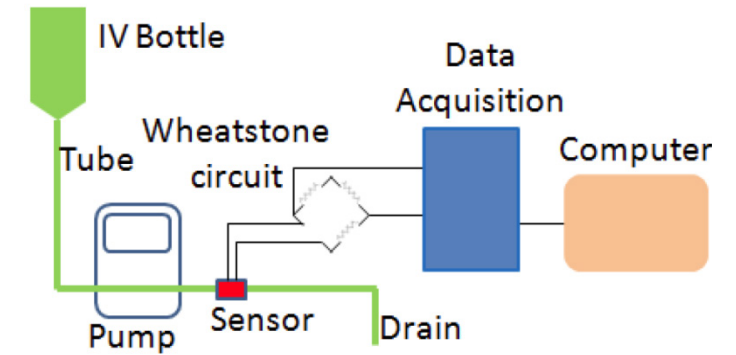 IV Bottle
Data
Acquisition
Wheatstone
circuit
Tube
Computer
Pump
Sensor
Drain